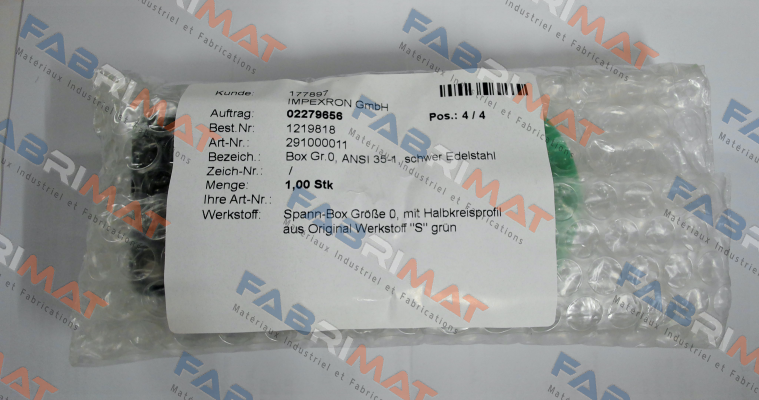 Kunde: 177897
IMPEXRON GmbH
Auftrag: 02279656 Pos.: 4 / 4
Best.Nr: 1219818
Art-Nr.: 291000011
Bezeich.: Box Gr.0, ANSI 35-1, schwer Edelstahl
Zeich-Nr.: /
Menge: 1,00 Stk
Ihre Art-Nr.:
Werkstoff: Spann-Box Größe 0, mit Halbkreisprofil
aus Original Werkstoff "S" grün
FABRIMAT
Matériaux Industriel et Fabrications